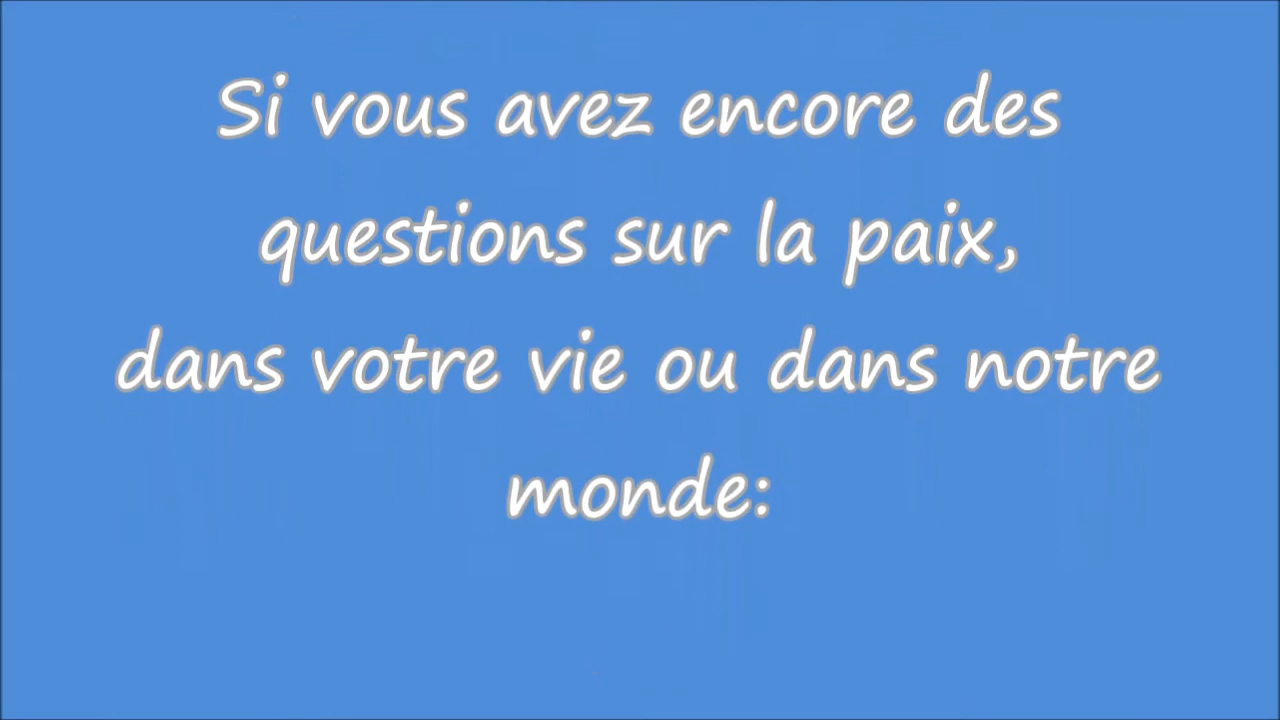 Si vous avez encore des
questions sur la paix,
dans votre vie ou dans notre
monde: